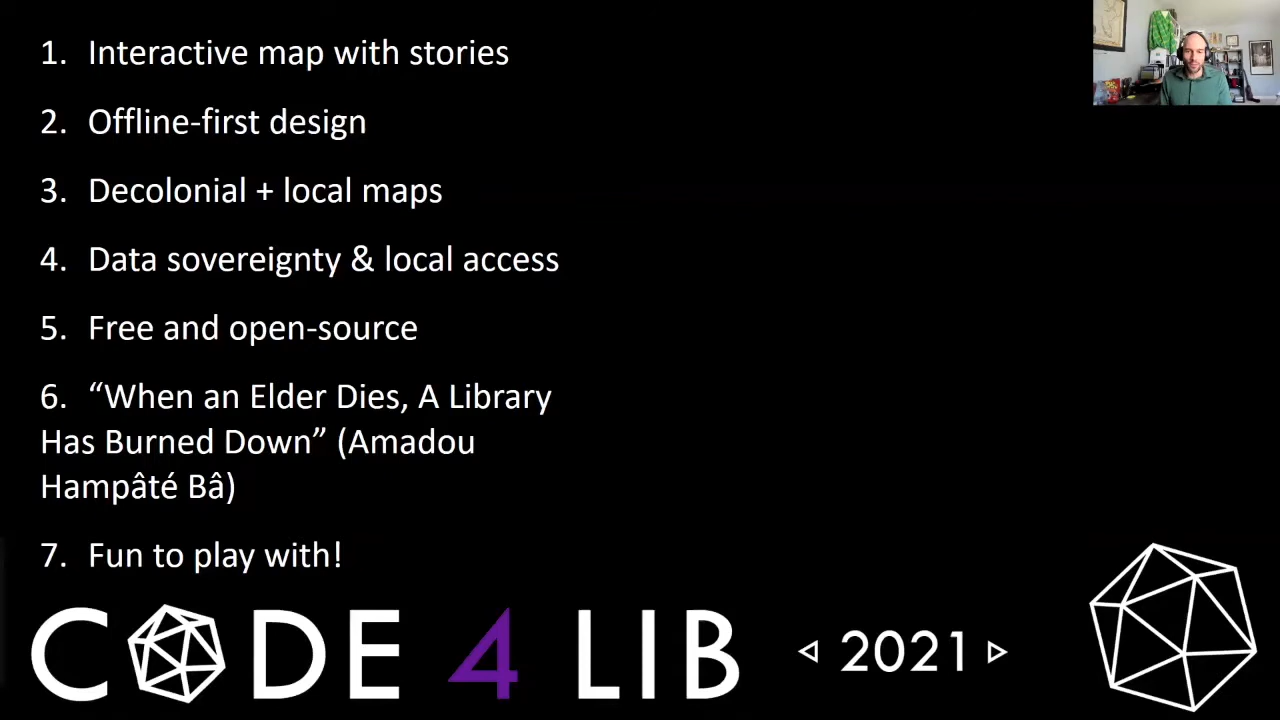 1. Interactive map with stories
2. Offline-first design
3. Decolonial + local maps
4. Data sovereignty & local access
5. Free and open-source
6. “When an Elder Dies, A Library
Has Burned Down” (Amadou
Hampâté Bâ)
7. Fun to play with!
CODE 4 LIB
2021